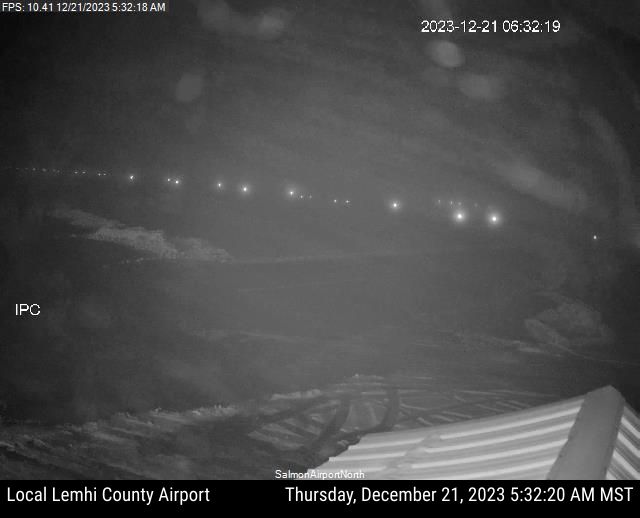 FPS: 10.41 12/21/2023 5:32:18 AM
2023-12-21 06:32:19
IPC
SalmonAirportNorth
Local Lemhi County Airport Thursday, December 21, 2023 5:32:20 AM MST